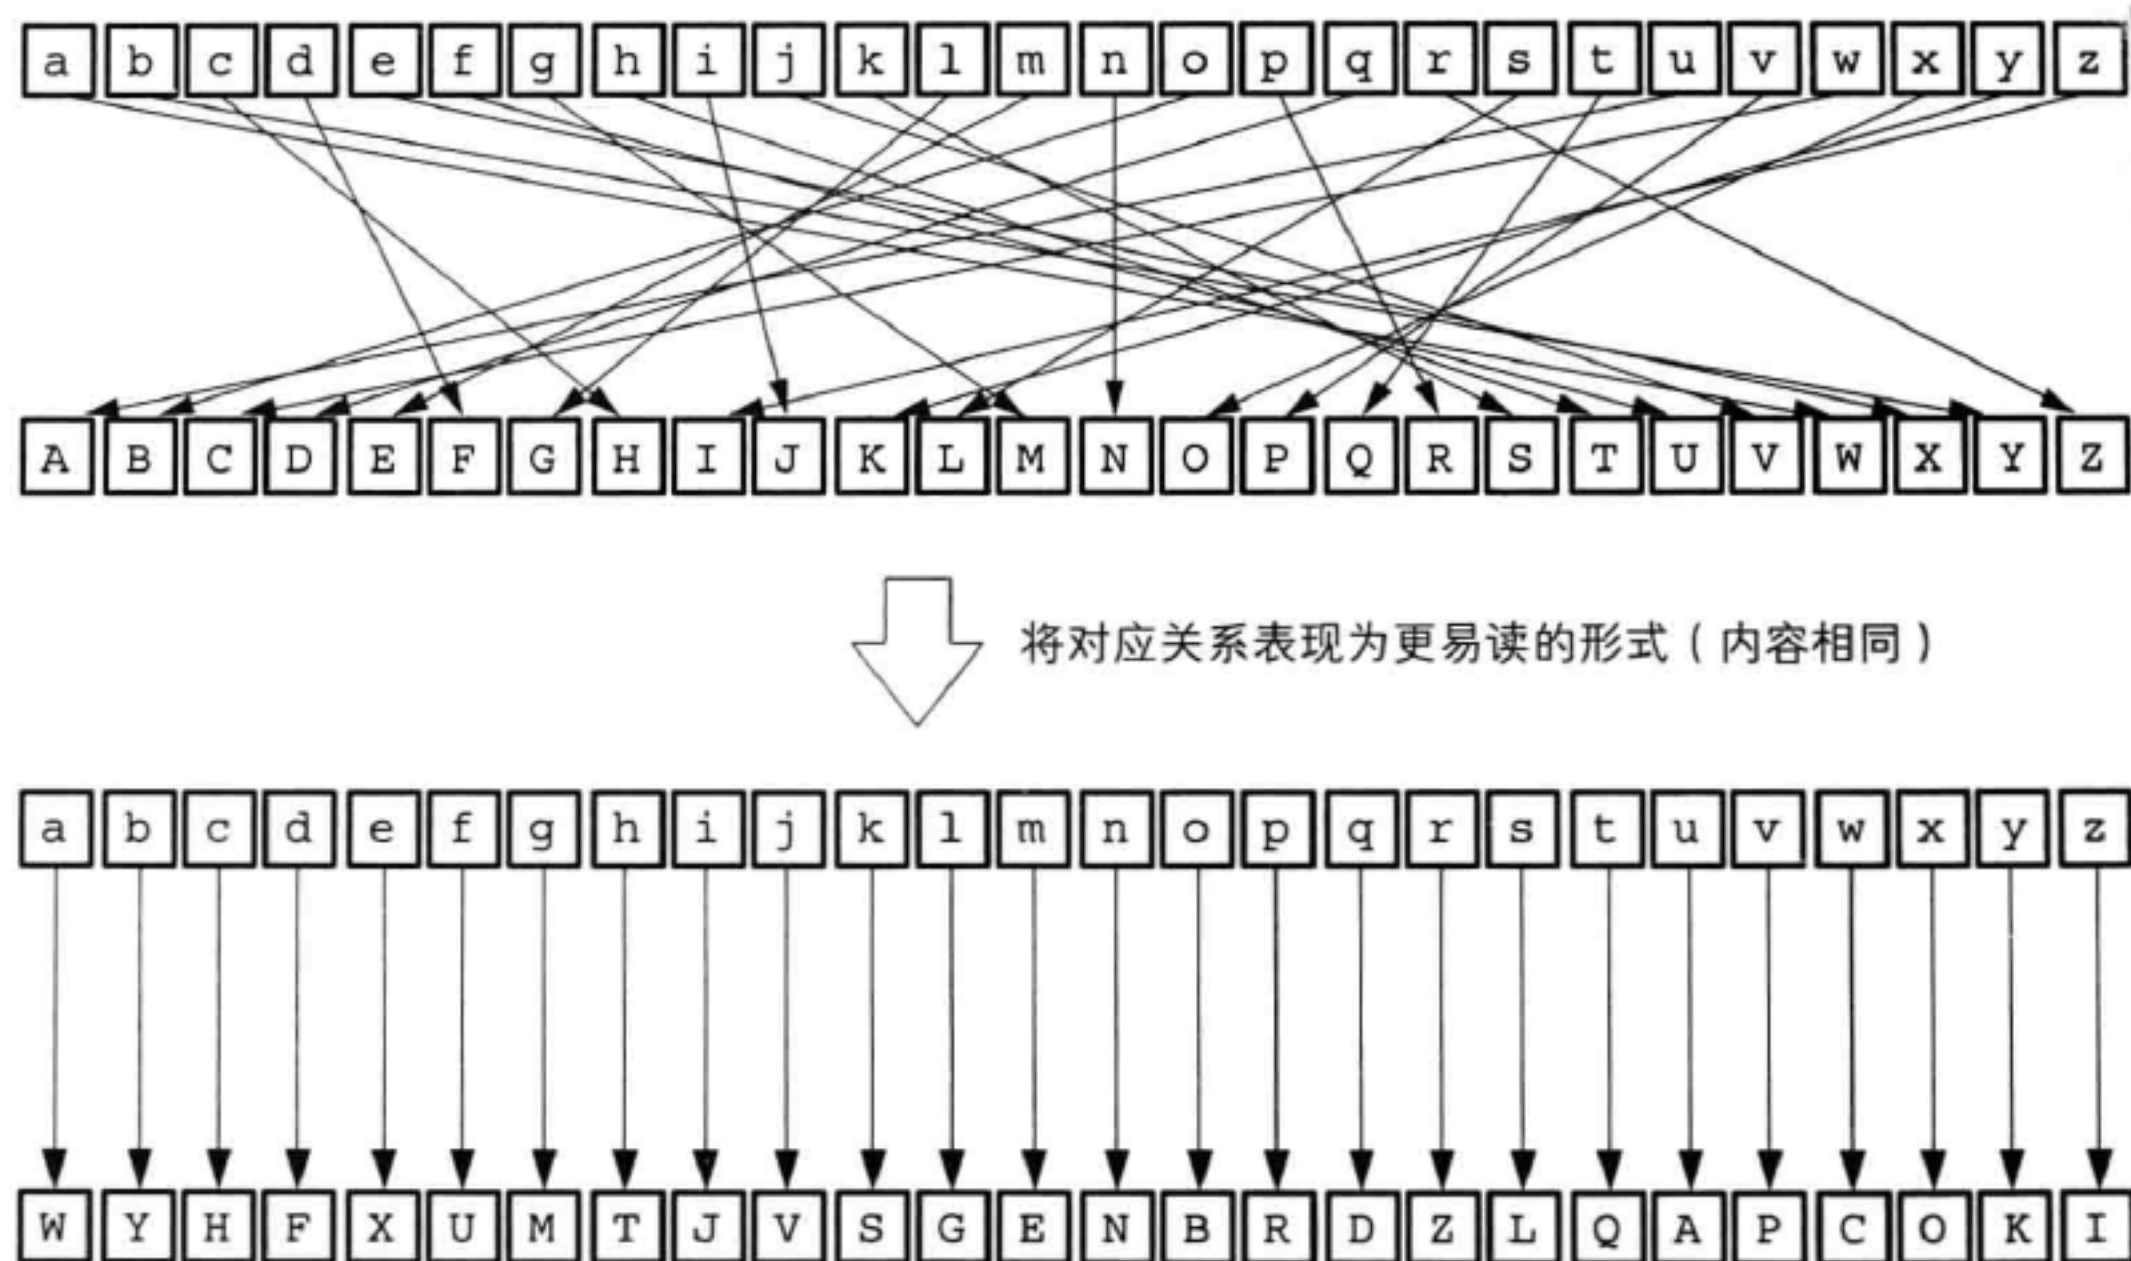 a b c d e f g h i j k l m n o p q r s t u v w x y z
A B C D E F G H I J K L M N O P Q R S T U V W X Y Z
将对应关系表现为更易读的形式（内容相同）
a b c d e f g h i j k l m n o p q r s t u v w x y z
W Y H F X U M T J V S G E N B R D Z L Q A P C O K I